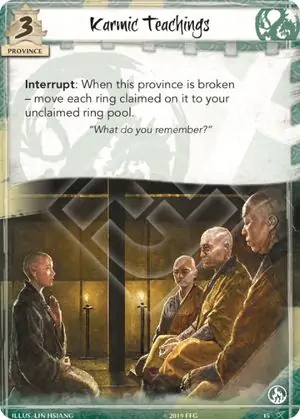 3
PROVINCE
Karmic Teachings
Interrupt: When this province is broken
– move each ring claimed on it to your
unclaimed ring pool.
"What do you remember?"
ILLUS. LIN HSIANG
© 2019 FFG